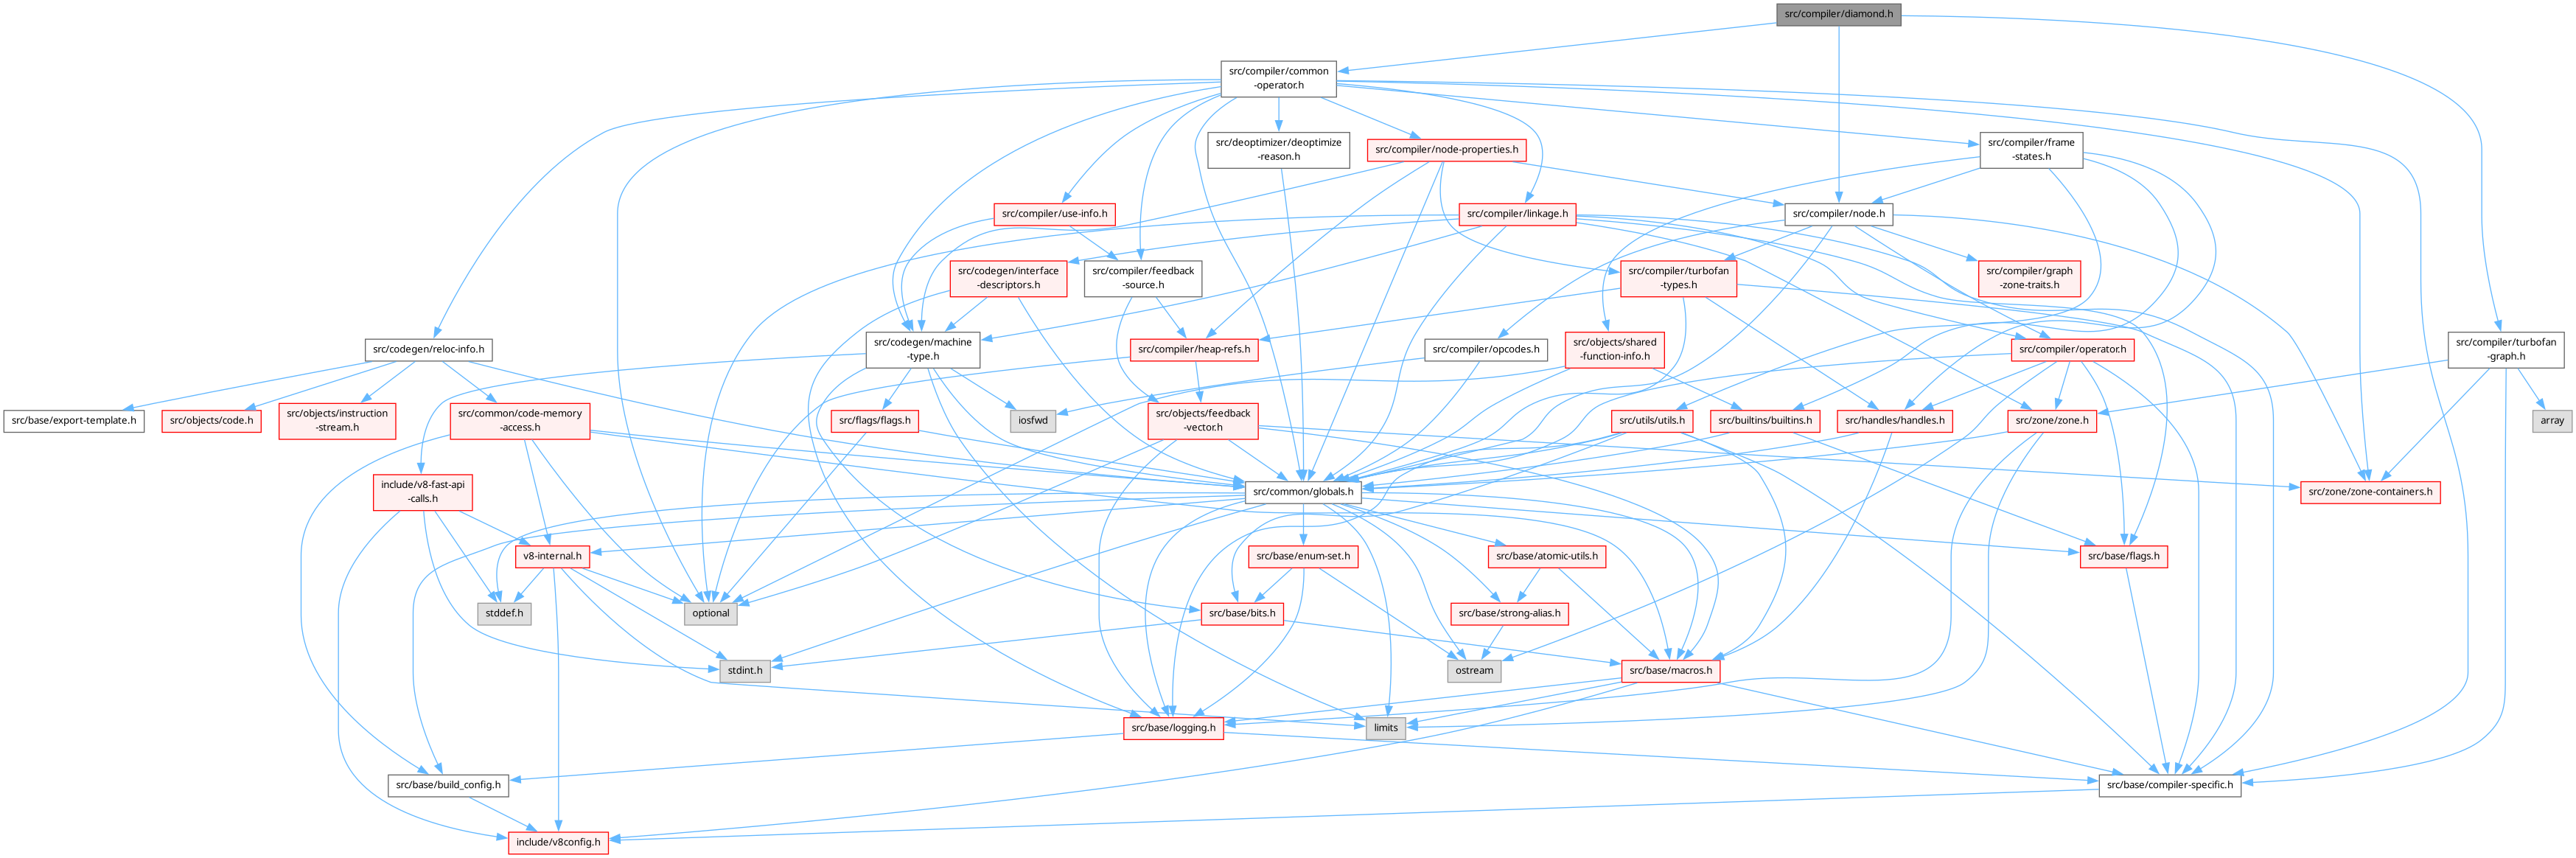 src/compiler/diamond.h
src/compiler/common
-operator.h
src/deoptimizer/deoptimize
-reason.h
src/compiler/node-properties.h
src/compiler/frame
-states.h
src/compiler/use-info.h
src/compiler/linkage.h
src/compiler/node.h
src/codegen/interface
-descriptors.h
src/compiler/feedback
-source.h
src/compiler/turbofan
-types.h
src/compiler/graph
-zone-traits.h
src/codegen/reloc-info.h
src/codegen/machine
-type.h
src/compiler/heap-refs.h
src/compiler/opcodes.h
src/objects/shared
-function-info.h
src/compiler/operator.h
src/compiler/turbofan
-graph.h
src/base/export-template.h
src/objects/code.h
src/objects/instruction
-stream.h
src/common/code-memory
-access.h
src/flags/flags.h
iosfwd
src/objects/feedback
-vector.h
src/utils/utils.h
src/builtins/builtins.h
src/handles/handles.h
src/zone/zone.h
array
include/v8-fast-api
-calls.h
src/common/globals.h
src/zone/zone-containers.h
v8-internal.h
src/base/enum-set.h
src/base/atomic-utils.h
src/base/flags.h
stddef.h
optional
src/base/bits.h
src/base/strong-alias.h
stdint.h
ostream
src/base/macros.h
src/base/logging.h
limits
src/base/build_config.h
src/base/compiler-specific.h
include/v8config.h